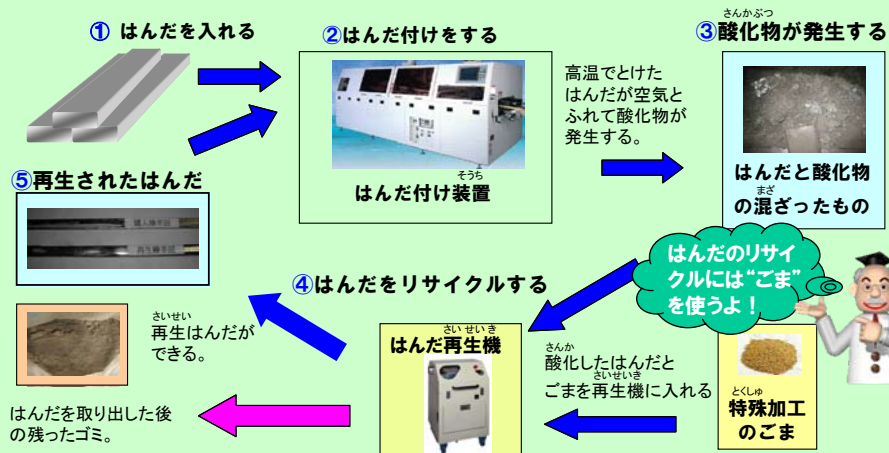 ① はんだを入れる
②はんだ付けをする
そうち
はんだ付け装置
高温でとけた
はんだが空気と
ふれて酸化物が
発生する。
さんかぶつ
③酸化物が発生する
はんだと酸化物
まざ
の混ざったもの
はんだのリサイ
クルには“ごま”
を使うよ！
④はんだをリサイクルする
さいせいき
はんだ再生機
さんか
酸化したはんだと
さいせいき
ごまを再生機に入れる
とくしゅ
特殊加工
のごま
⑤再生されたはんだ
さいせい
再生はんだが
できる。
はんだを取り出した後
の残ったゴミ。